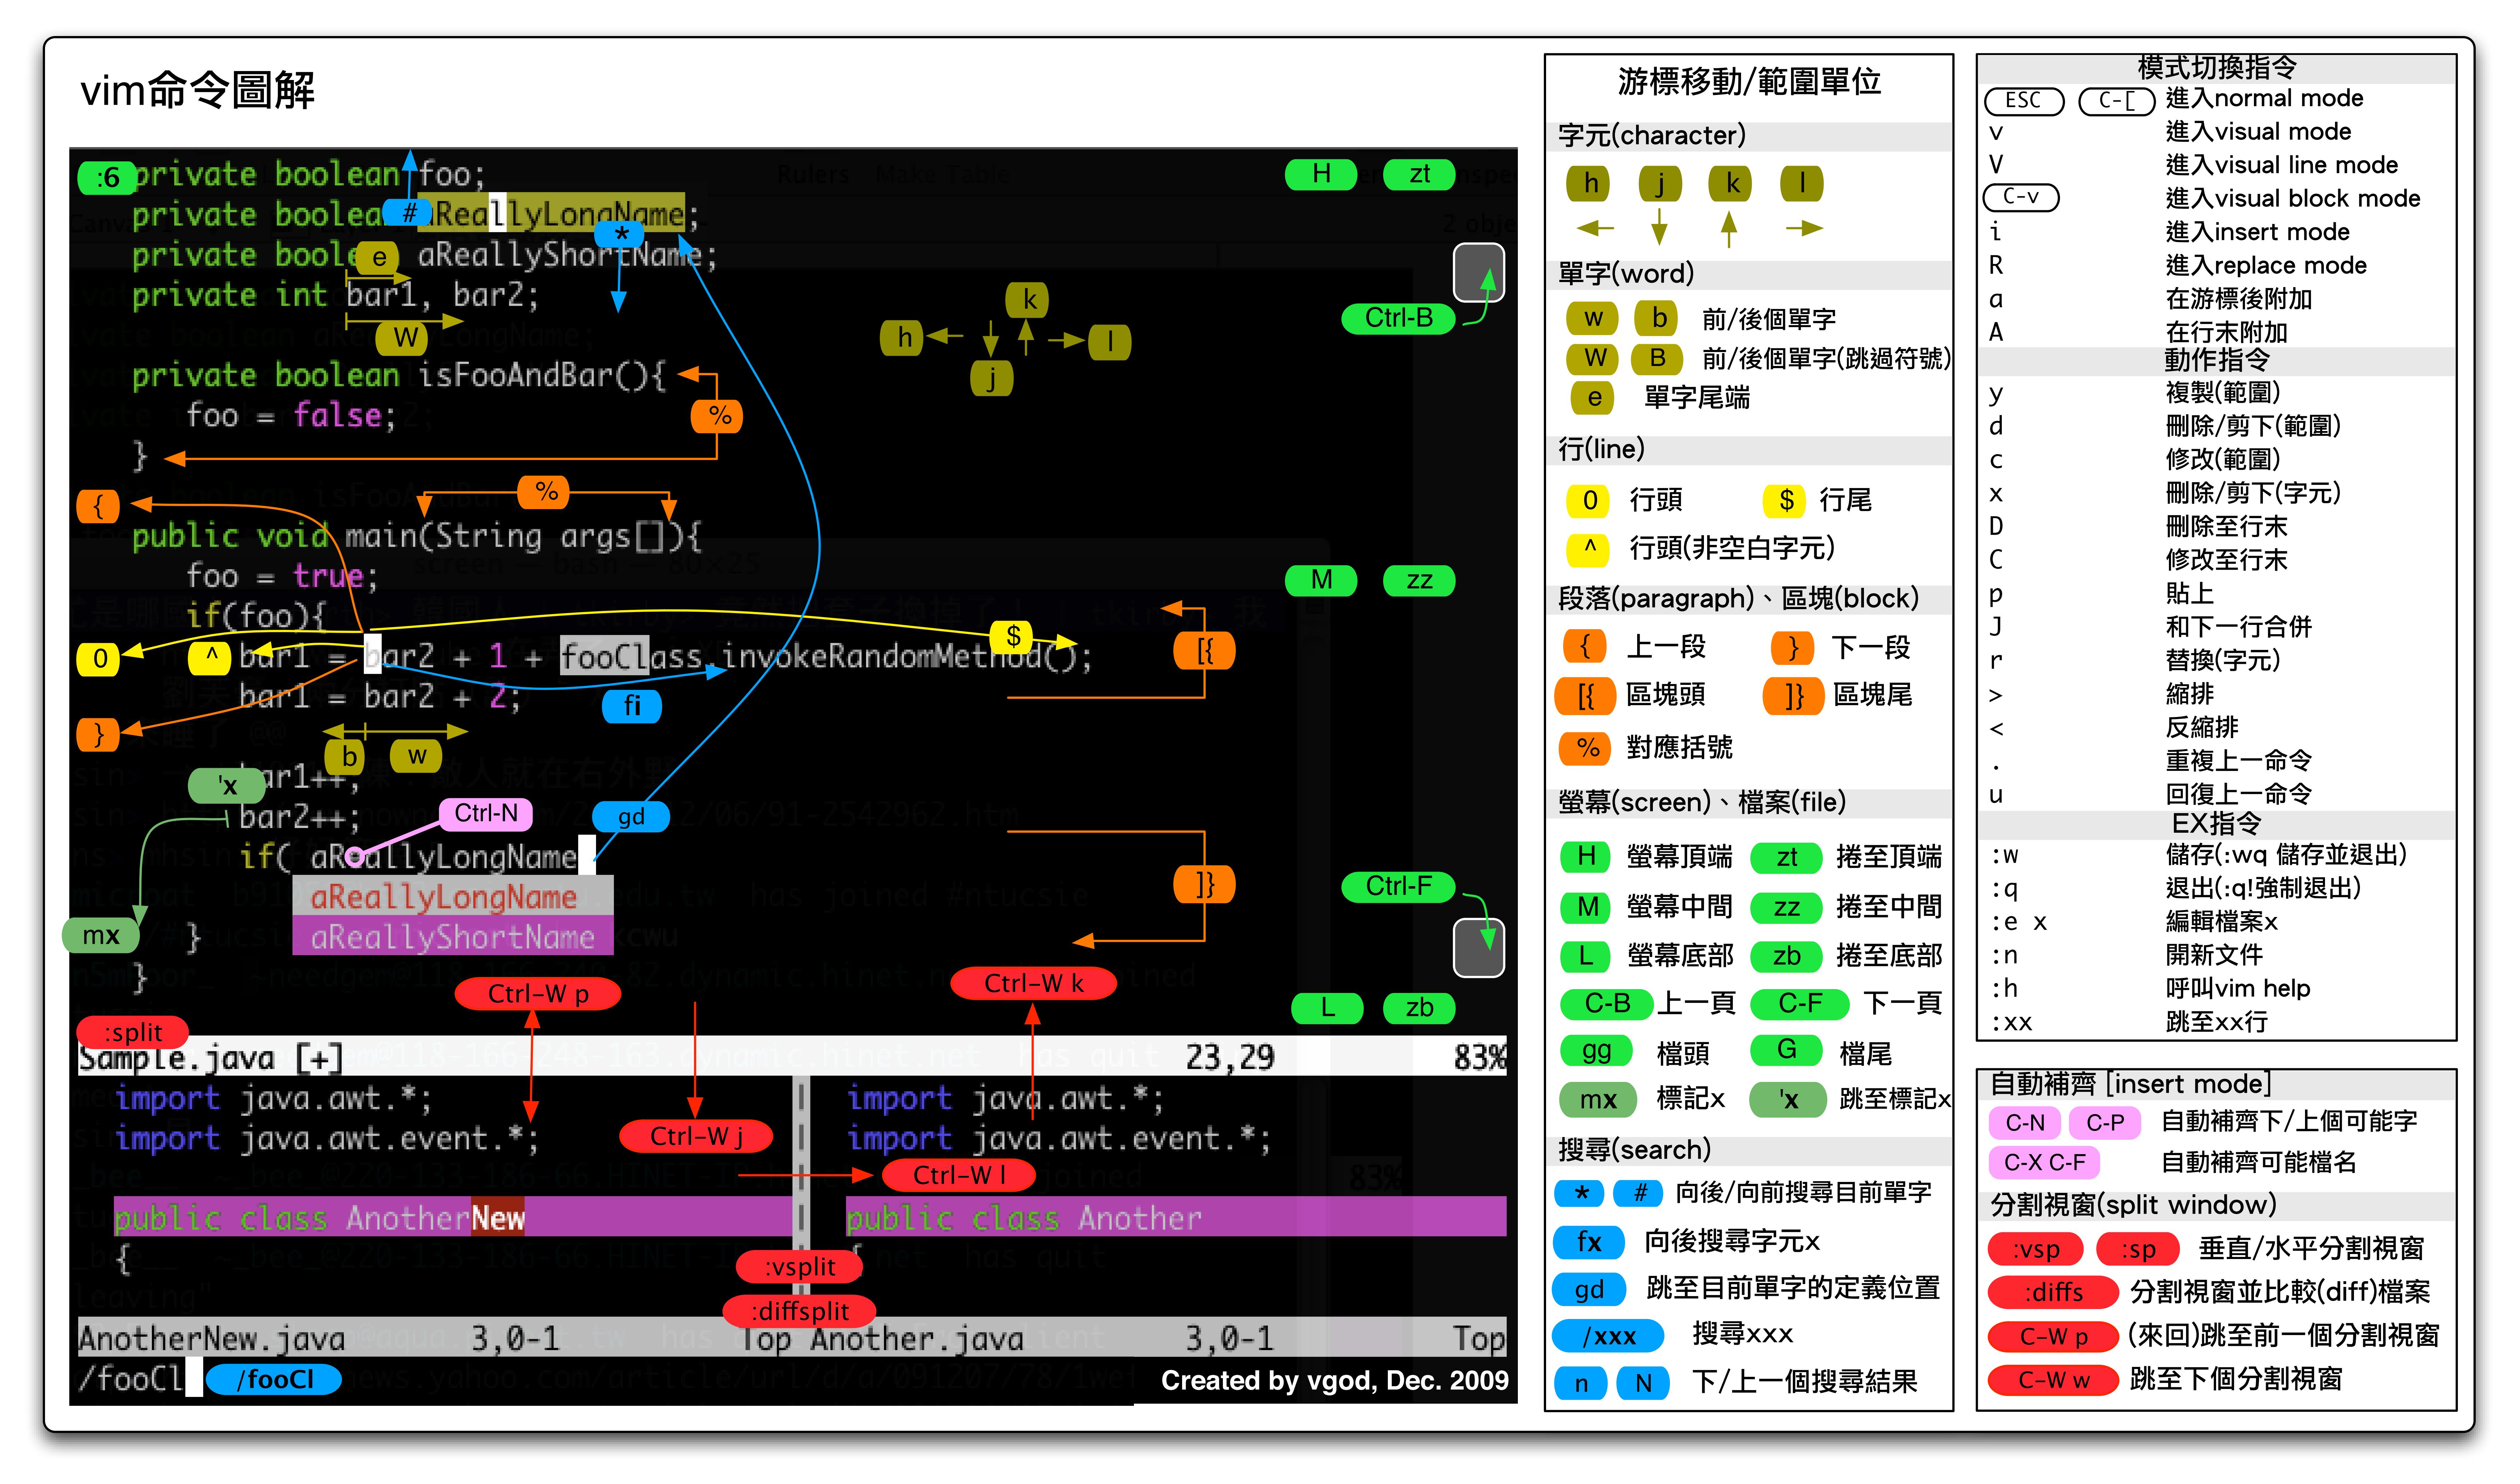 vim命令圖解
:6 private boolean foo; H zt
private boolea # aReallyLongName;
*
private boole e aReallyShortName;
private int bar1, bar2;
W
Ctrl-B
k
h l
j
private boolean isFooAndBar(){
foo = false; %
}
{ %
public void main(String args[]){
foo = true; M zz
if(foo){
0 ^ bar1 = bar2 + 1 + fooClass.invokeRandomMethod(); $ [{
bar1 = bar2 + 2; fi
}
b w
'x bar1++;
bar2++; Ctrl-N gd
if( aReallyLongName
aReallyLongName ]} Ctrl-F
mx } aReallyShortName
}
Ctrl-W p Ctrl-W k
L zb
:split
Sample.java [+] 23,29 83%
import java.awt.*; import java.awt.*;
import java.awt.event.*; Ctrl-W j import java.awt.event.*;
Ctrl-W l
public class AnotherNew public class Another
{ {
:vsplit
:diffsplit
AnotherNew.java 3,0-1 Top Another.java 3,0-1 Top
/fooCl /fooCl Created by vgod, Dec. 2009
游標移動/範圍單位
字元(character)
h j k l
單字(word)
w b 前/後個單字
W B 前/後個單字(跳過符號)
e 單字尾端
行(line)
0 行頭 $ 行尾
^ 行頭(非空白字元)
段落(paragraph)、區塊(block)
{ 上一段 } 下一段
[{ 區塊頭 ]} 區塊尾
% 對應括號
螢幕(screen)、檔案(file)
H 螢幕頂端 zt 捲至頂端
M 螢幕中間 zz 捲至中間
L 螢幕底部 zb 捲至底部
C-B 上一頁 C-F 下一頁
gg 檔頭 G 檔尾
mx 標記x 'x 跳至標記x
搜尋(search)
* # 向後/向前搜尋目前單字
fx 向後搜尋字元x
gd 跳至目前單字的定義位置
/xxx 搜尋xxx
n N 下/上一個搜尋結果
模式切換指令
ESC C-[ 進入normal mode
v 進入visual mode
V 進入visual line mode
C-v 進入visual block mode
i 進入insert mode
R 進入replace mode
a 在游標後附加
A 在行末附加
動作指令
y 複製(範圍)
d 刪除/剪下(範圍)
c 修改(範圍)
x 刪除/剪下(字元)
D 刪除至行末
C 修改至行末
p 貼上
J 和下一行合併
r 替換(字元)
> 縮排
< 反縮排
. 重複上一命令
u 回復上一命令
EX指令
:w 儲存(:wq 儲存並退出)
:q 退出(:q!強制退出)
:e x 編輯檔案x
:n 開新文件
:h 呼叫vim help
:xx 跳至xx行
自動補齊 [insert mode]
C-N C-P 自動補齊下/上個可能字
C-X C-F 自動補齊可能檔名
分割視窗(split window)
:vsp :sp 垂直/水平分割視窗
:diffs 分割視窗並比較(diff)檔案
C-W p (來回)跳至前一個分割視窗
C-W w 跳至下個分割視窗